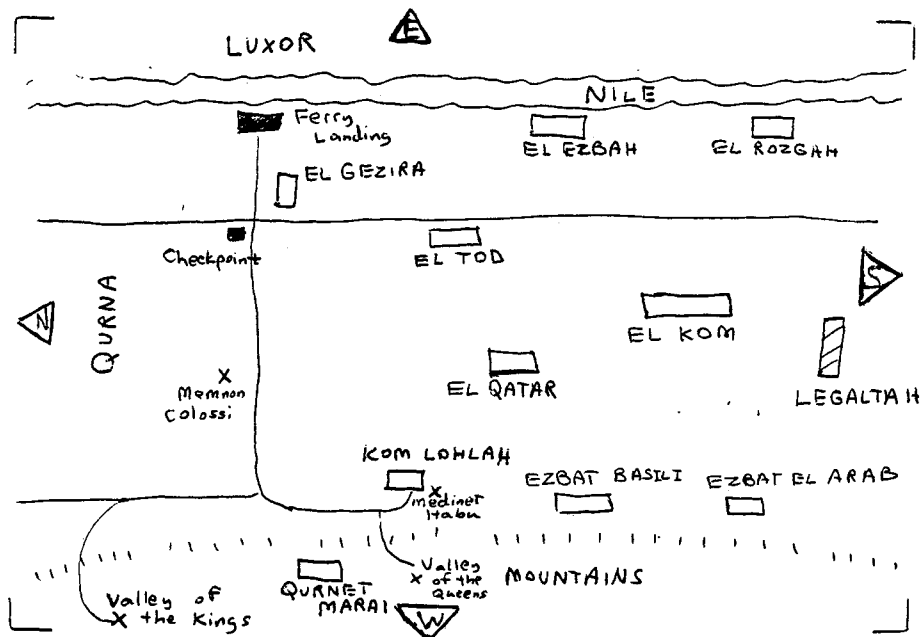 E
LUXOR
NILE
Ferry
Landing
EL EZBAH
EL ROZGAH
EL GEZIRA
Checkpoint
EL TOD
N
QURNA
S
EL KOM
Memnon
Colossi
EL QATAR
LEGALTAH
KOM LOHLAH
Medinet
Habu
EZBAT BASILI
EZBAT EL ARAB
Valley
of the
Queens
MOUNTAINS
QURNET
MARAI
Valley of
the Kings
W